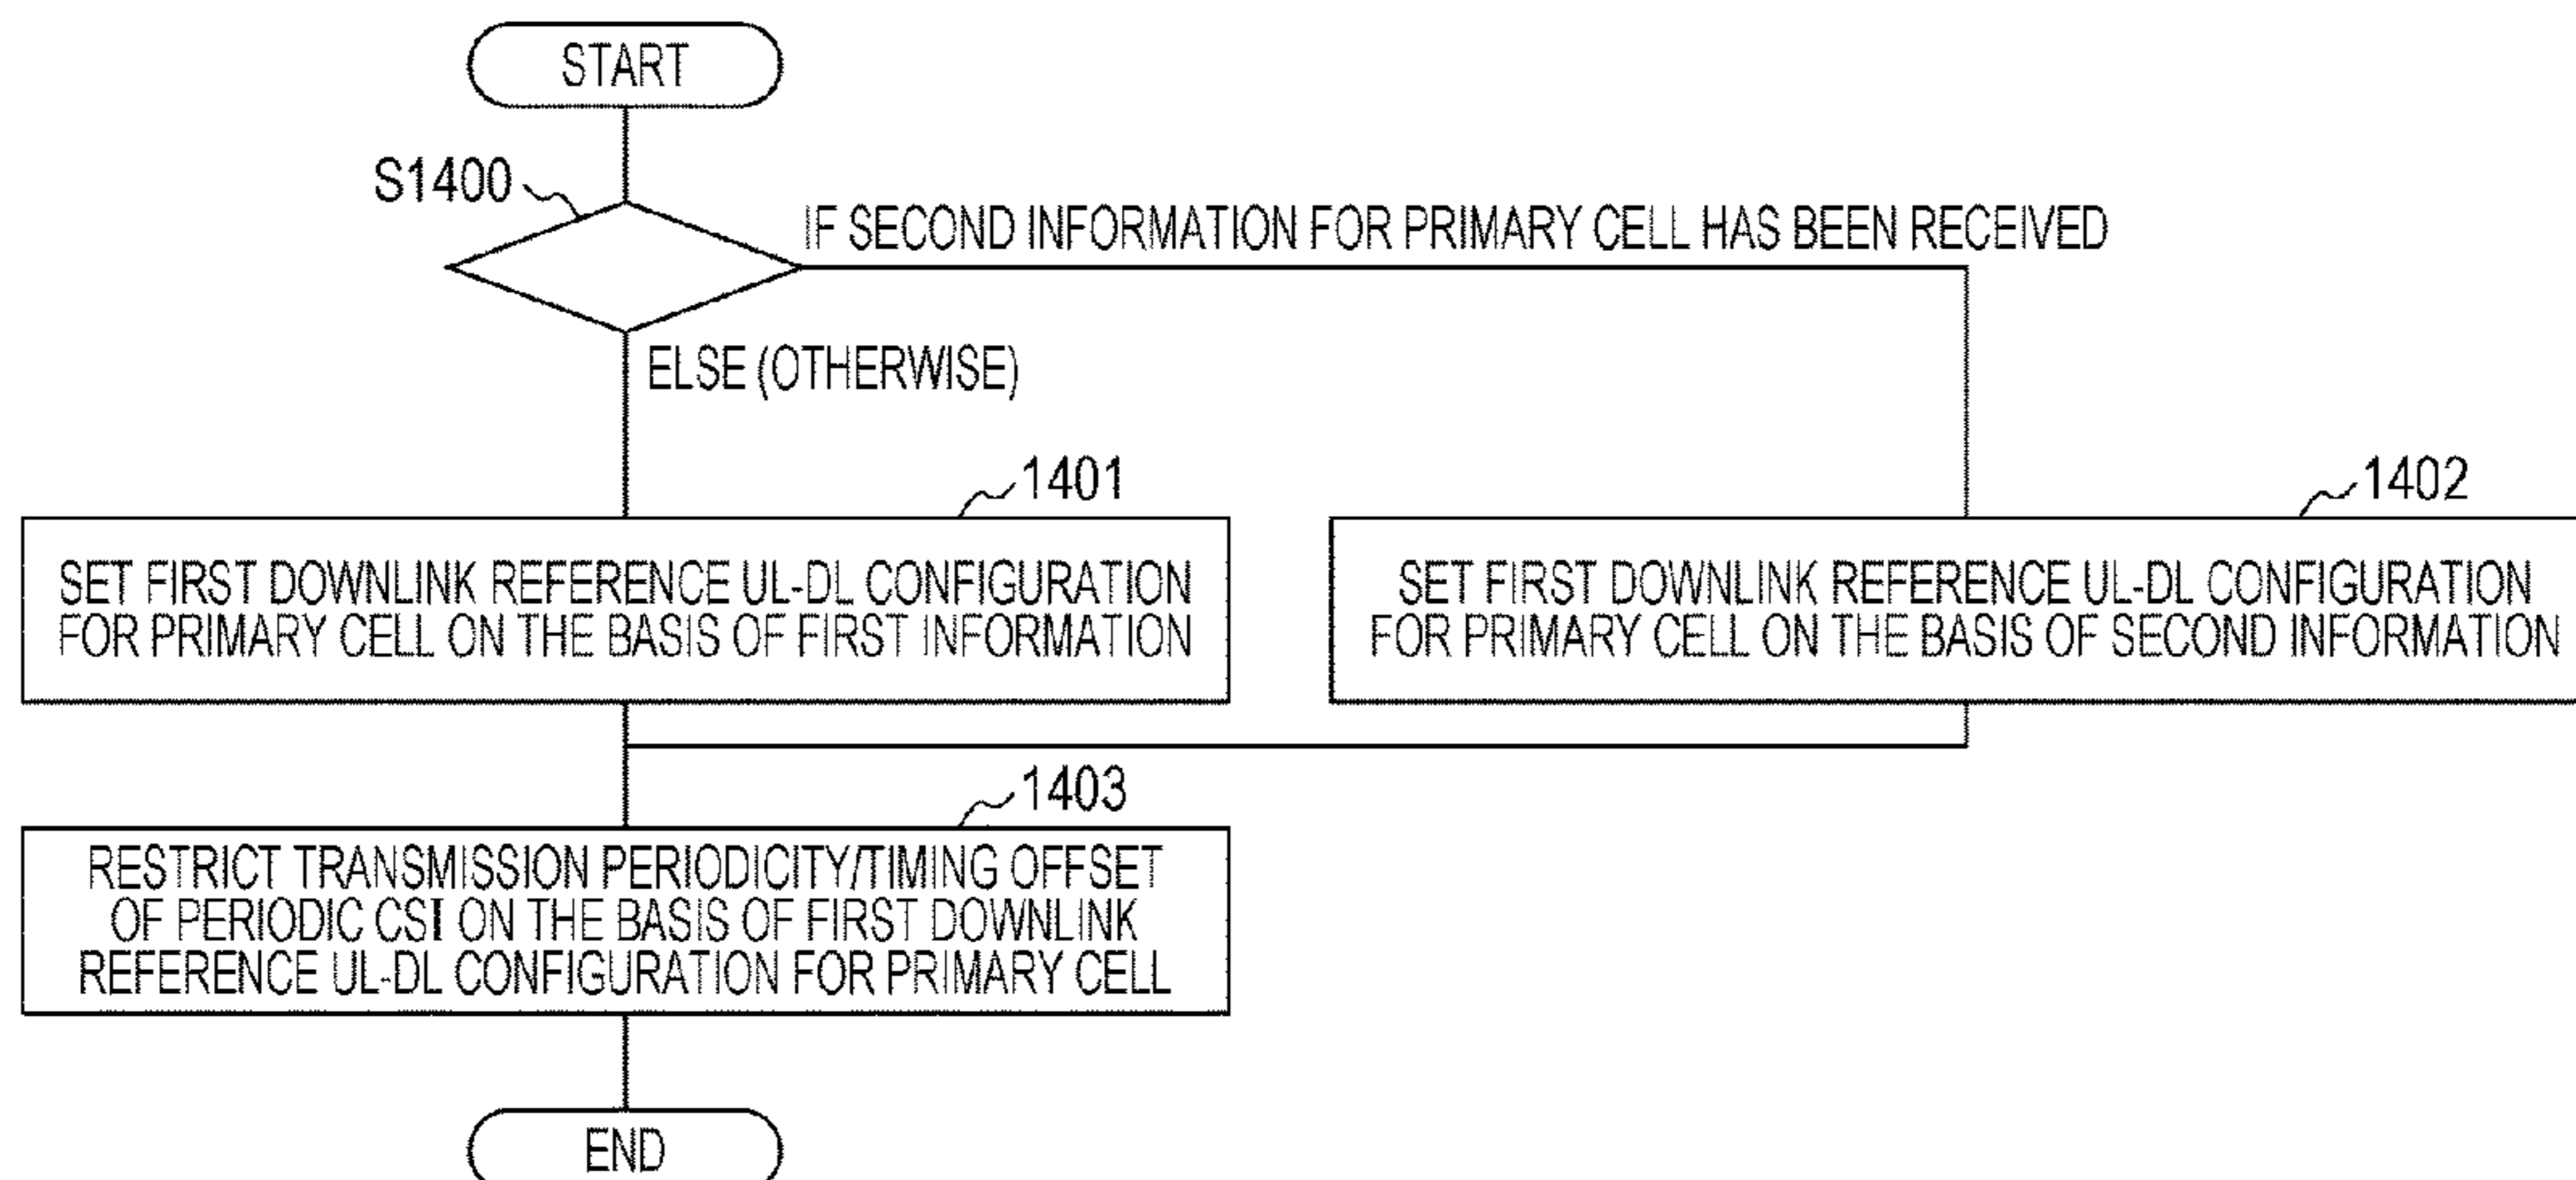 START
S1400
IF SECOND INFORMATION FOR PRIMARY CELL HAS BEEN RECEIVED
ELSE (OTHERWISE)
1401
SET FIRST DOWNLINK REFERENCE UL-DL CONFIGURATION
FOR PRIMARY CELL ON THE BASIS OF FIRST INFORMATION
1402
SET FIRST DOWNLINK REFERENCE UL-DL CONFIGURATION
FOR PRIMARY CELL ON THE BASIS OF SECOND INFORMATION
1403
RESTRICT TRANSMISSION PERIODICITY/TIMING OFFSET
OF PERIODIC CSI ON THE BASIS OF FIRST DOWNLINK
REFERENCE UL-DL CONFIGURATION FOR PRIMARY CELL
END